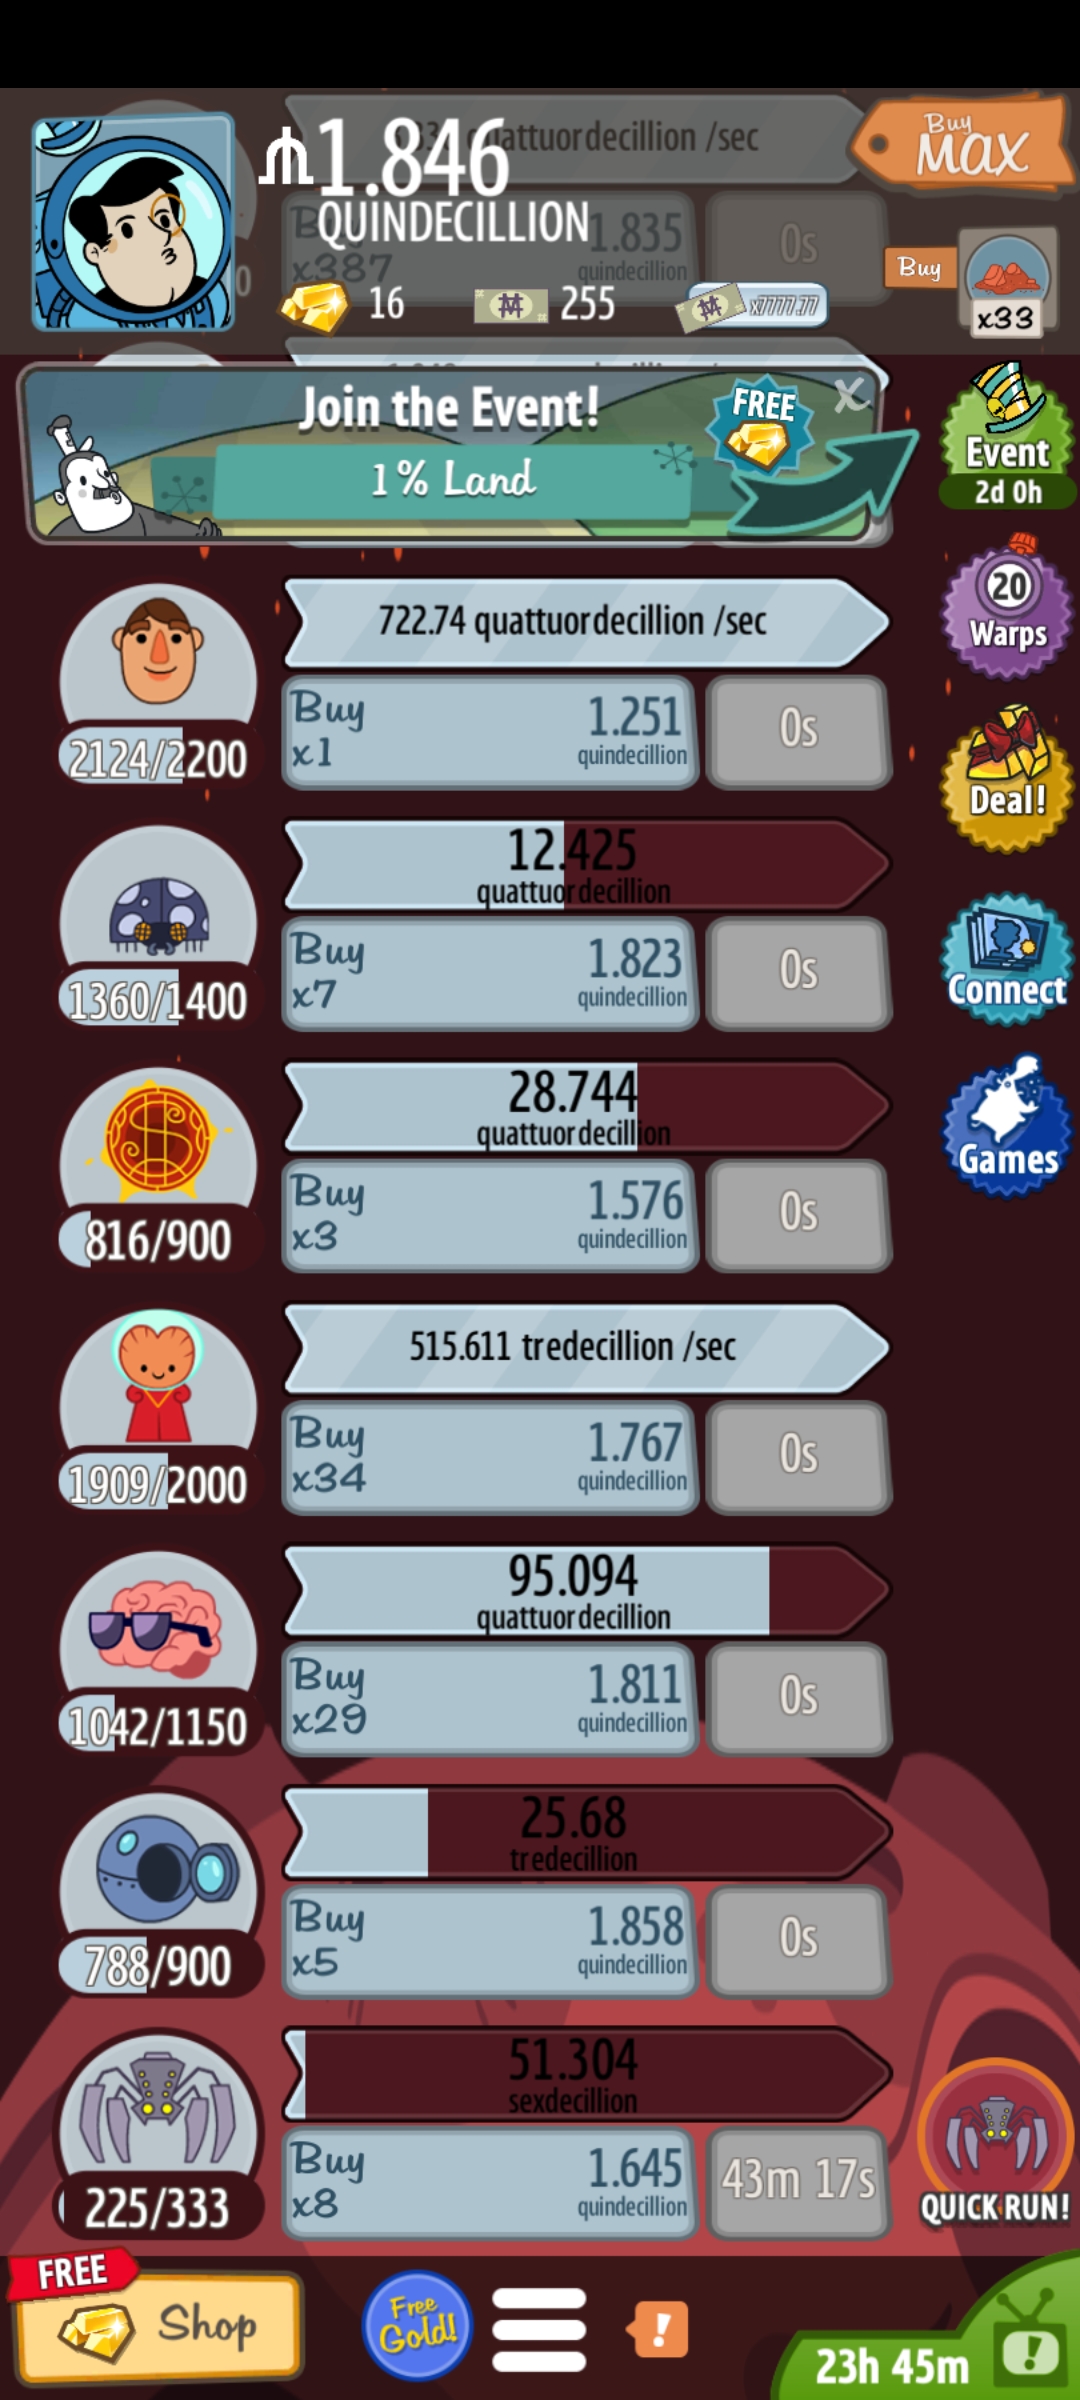 quattuordecillion /sec
₼1.846
QUINDECILLION
Buy
MAX
Buy
x387
1.835
quindecillion
0s
16
255
x7777.77
Buy
x33
Join the Event!
1% Land
FREE
X
Event
2d 0h
722.74 quattuordecillion /sec
Buy
x1
1.251
quindecillion
0s
2124/2200
20
Warps
Deal!
12.425
quattuordecillion
Buy
x7
1.823
quindecillion
0s
1360/1400
Connect
28.744
quattuordecillion
Buy
x3
1.576
quindecillion
0s
816/900
Games
515.611 tredecillion /sec
Buy
x34
1.767
quindecillion
0s
1909/2000
95.094
quattuordecillion
Buy
x29
1.811
quindecillion
0s
1042/1150
25.68
tredecillion
Buy
x5
1.858
quindecillion
0s
788/900
51.304
sexdecillion
Buy
x8
1.645
quindecillion
43m 17s
225/333
QUICK RUN!
FREE
Shop
Free
Gold!
!
23h 45m
!